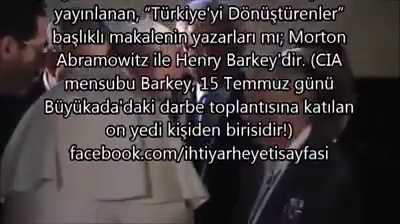 yayınlanan, “Türkiye'yi Dönüştürenler”
başlıklı makalenin yazarları mı; Morton
Abramowitz ile Henry Barkey'dir. (CIA
mensubu Barkey, 15 Temmuz günü
Büyükada'daki darbe toplantısına katılan
on yedi kişiden birisidir!)
facebook.com/ihtiyarheyetisayfasi